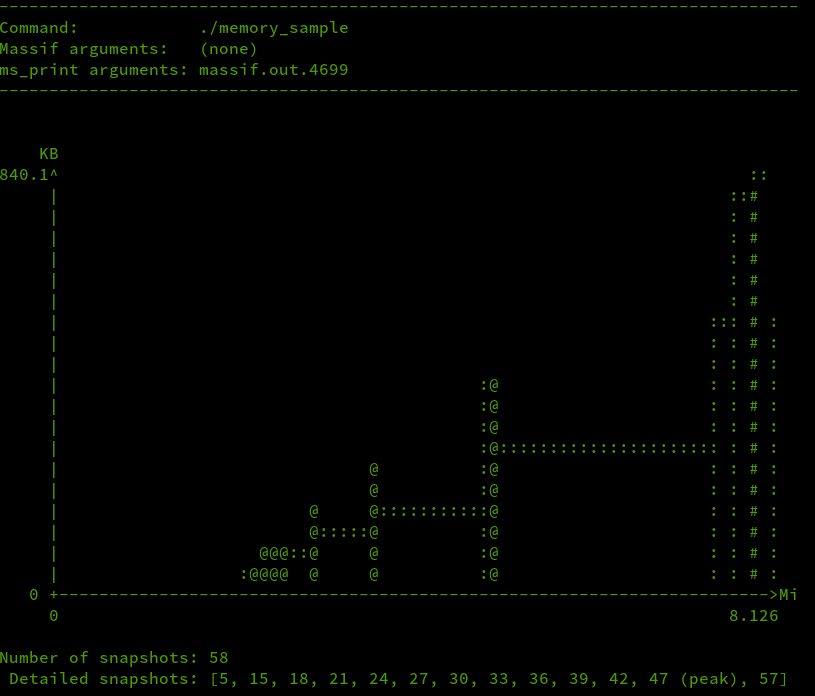 --------------------------------------------------------------------------------
Command:            ./memory_sample
Massif arguments:   (none)
ms_print arguments: massif.out.4699
--------------------------------------------------------------------------------
    KB
840.1^                                                                     ::
     |                                                                   ::#
     |                                                                   : #
     |                                                                   : #
     |                                                                   : #
     |                                                                   : #
     |                                                                   : #
     |                                                                 ::: # :
     |                                                                 : : # :
     |                                                                 : : # :
     |                                          :@                     : : # :
     |                                          :@                     : : # :
     |                                          :@                     : : # :
     |                                          :@:::::::::::::::::::::: : # :
     |                               @          :@                     : : # :
     |                               @          :@                     : : # :
     |                         @     @:::::::::::@                     : : # :
     |                         @:::::@          :@                     : : # :
     |                    @@@::@     @          :@                     : : # :
     |                  :@@@@  @     @          :@                     : : # :
   0 +----------------------------------------------------------------------->Mi
     0                                                                   8.126
Number of snapshots: 58
 Detailed snapshots: [5, 15, 18, 21, 24, 27, 30, 33, 36, 39, 42, 47 (peak), 57]